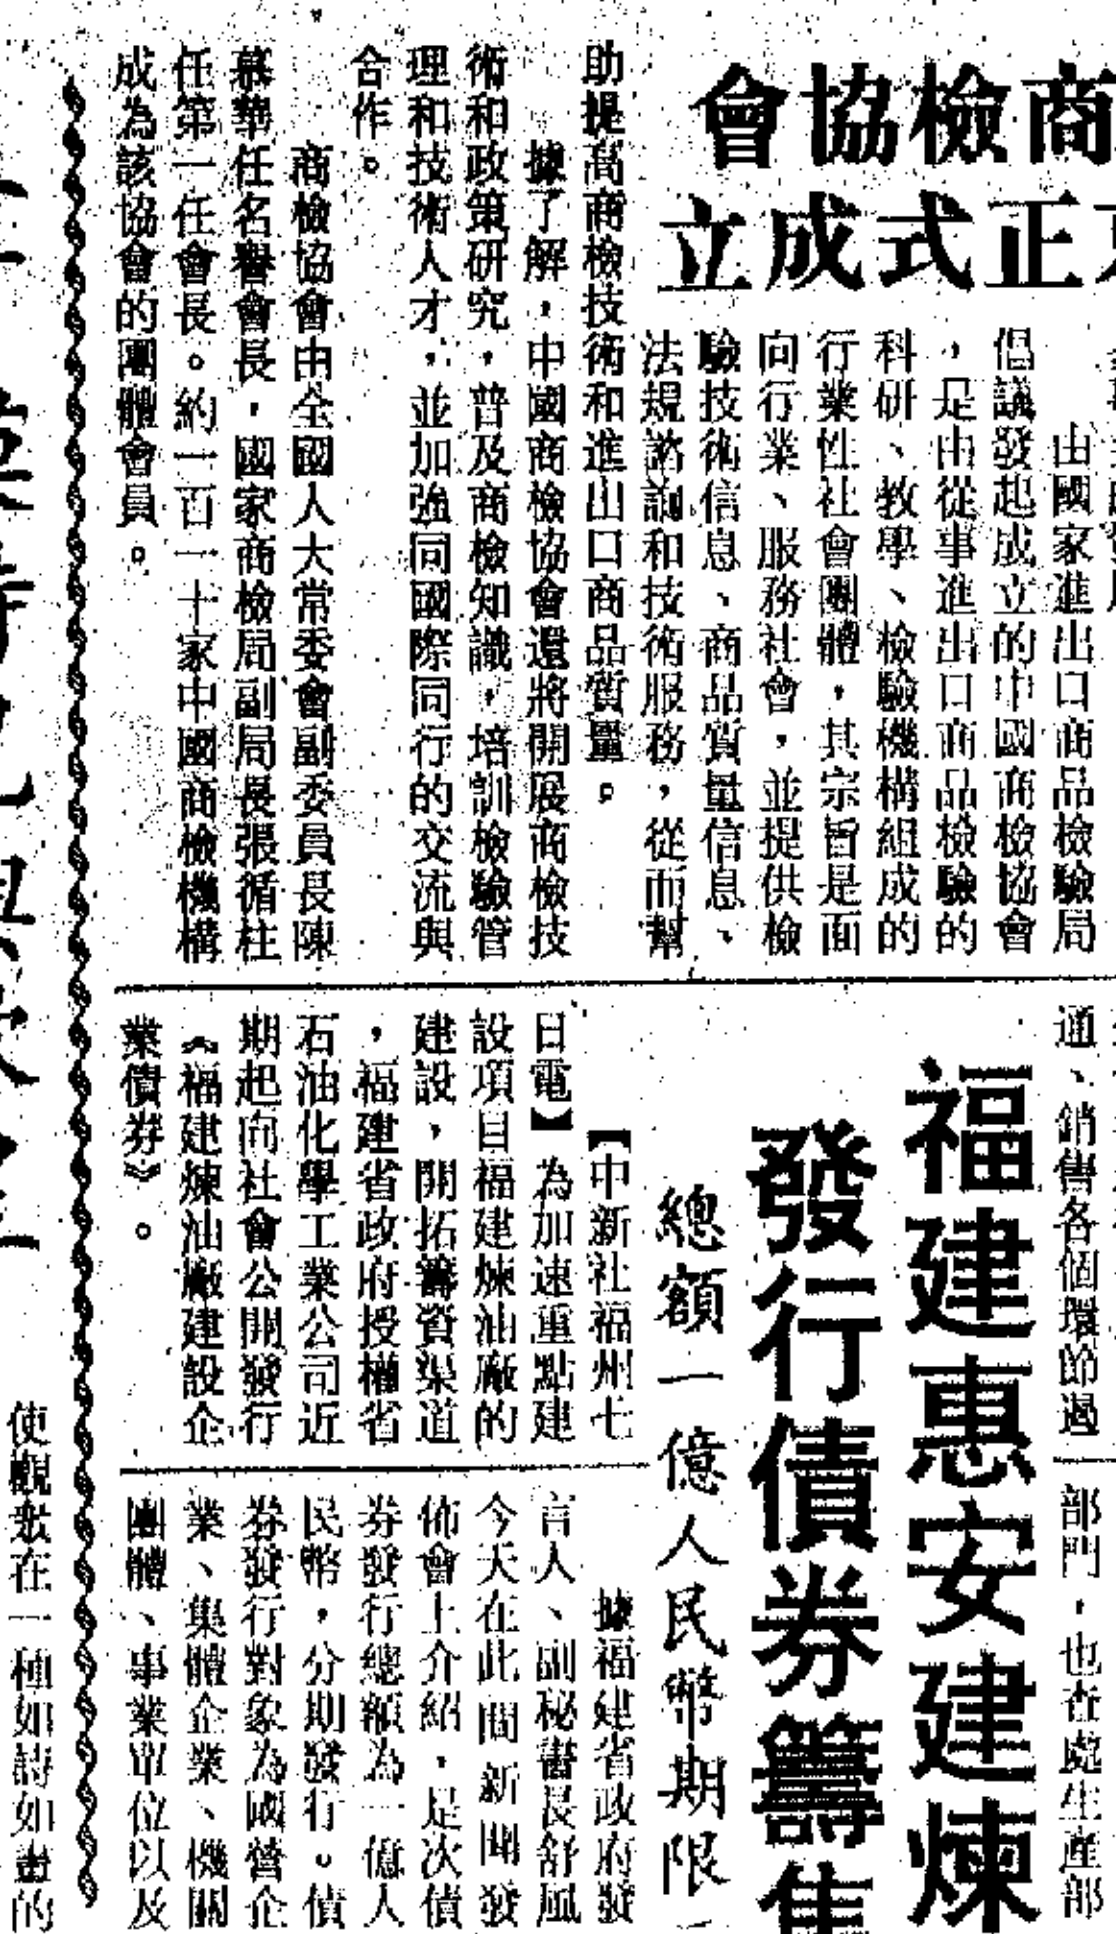 商檢協會
正式成立
由國家進出口商品檢驗局
倡議發起成立的中國商檢協會
，是由從事進出口商品檢驗的
科研、教學、檢驗機構組成的
行業性社會團體，其宗旨是面
向行業、服務社會，並提供檢
驗技術信息、商品質量信息、
法規諮詢和技術服務，從而幫
助提高商檢技術和進出口商品質量。
據了解，中國商檢協會還將開展商檢技
術和政策研究，普及商檢知識，培訓檢驗管
理和技術人才，並加強同國際同行的交流與
合作。
商檢協會由全國人大常委會副委員長陳
慕華任名譽會長，國家商檢局副局長張循柱
任第一任會長。約一百一十家中國商檢機構
成為該協會的團體會員。
通、銷售各個環節過
部門，也查處生產部
福建惠安建煉
發行債券籌集
總額一億人民幣期限
【中新社福州七
日電】為加速重點建
設項目福建煉油廠的
建設，開拓籌資渠道
，福建省政府授權省
石油化學工業公司近
期起向社會公開發行
《福建煉油廠建設企
業債券》。
據福建省政府發
言人、副秘書長舒風
今天在此間新聞發
佈會上介紹，是次債
券發行總額為一億人
民幣，分期發行。債
券發行對象為國營企
業、集體企業、機關
團體、事業單位以及
使觀眾在一種如詩如畫的